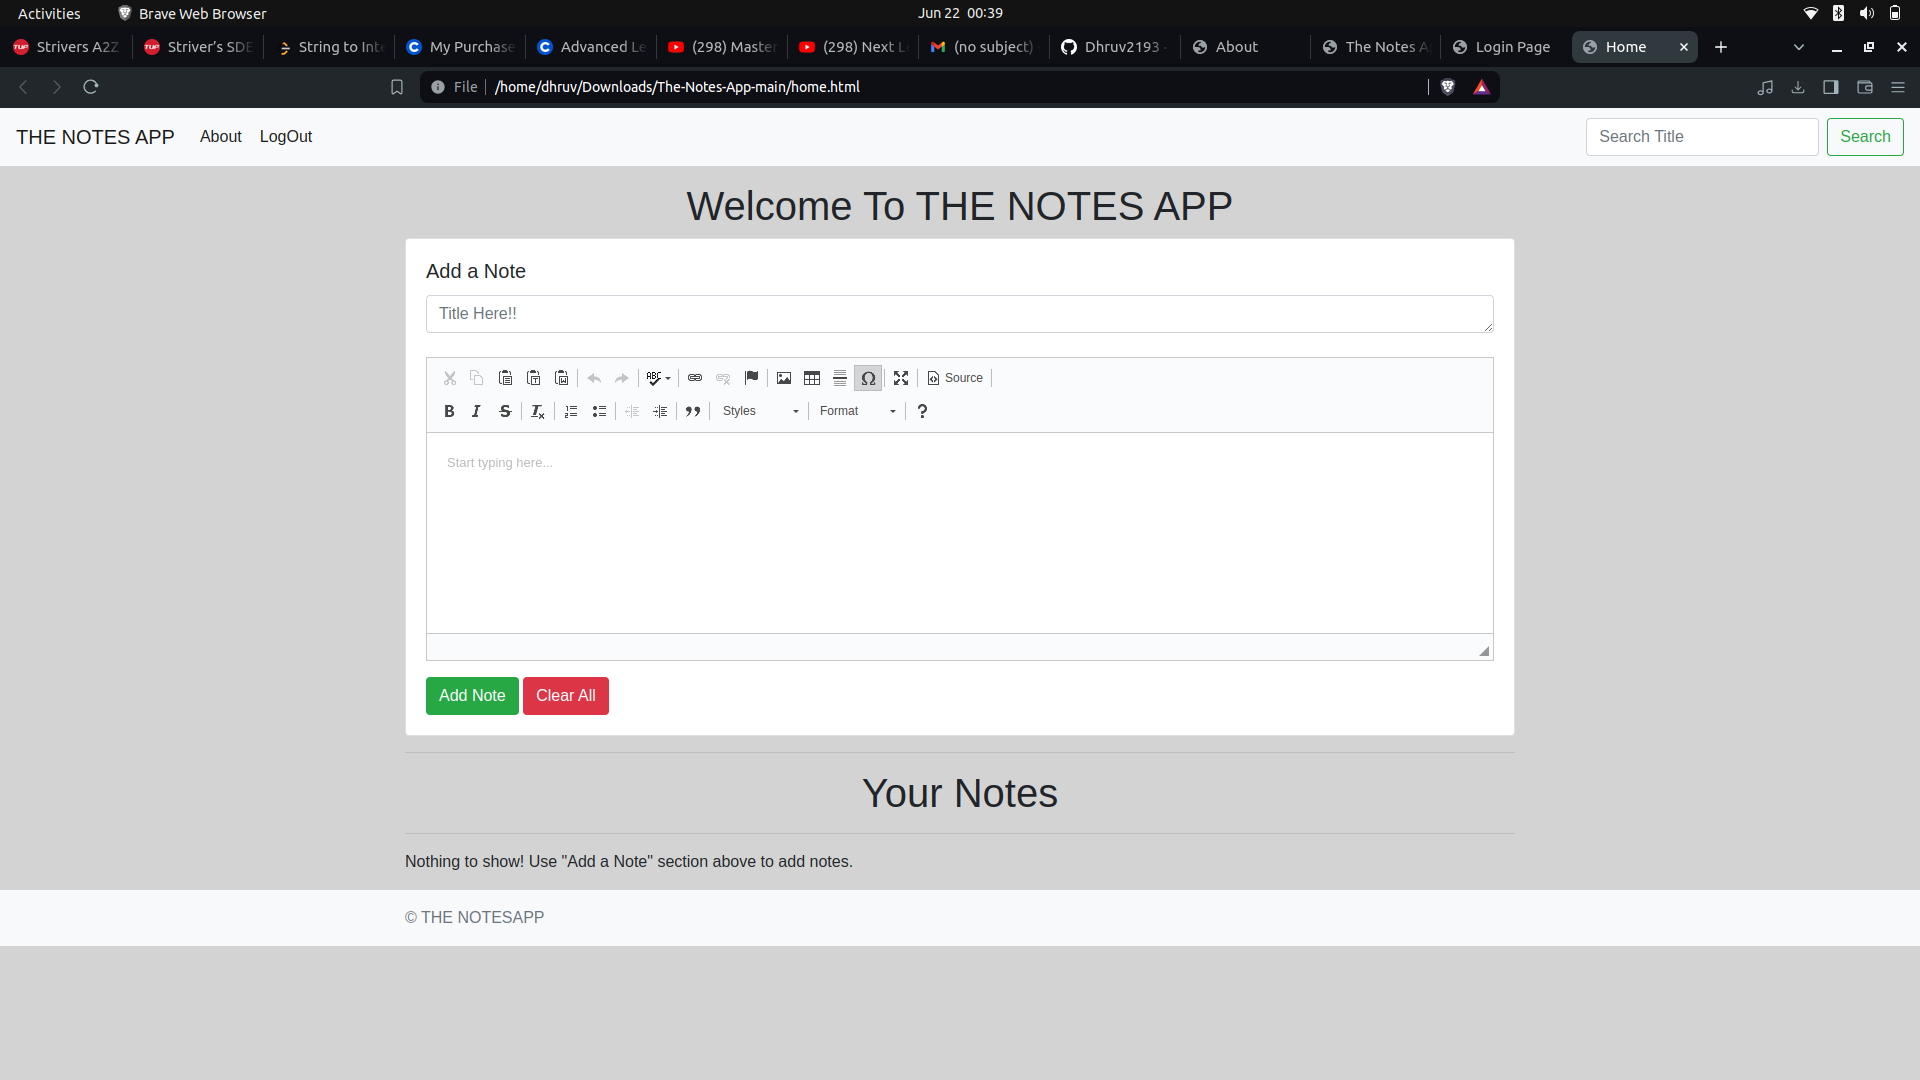 Activities Brave Web Browser Jun 22 00:39
Strivers A2Z Striver's SDE String to Inte My Purchase Advanced Le (298) Master (298) Next L (no subject) Dhruv2193 - About The Notes A Login Page Home
File /home/dhruv/Downloads/The-Notes-App-main/home.html
THE NOTES APP About LogOut Search Title Search
Welcome To THE NOTES APP
Add a Note
Title Here!!
ABC Ω Source
B I S Tx Styles Format ?
Start typing here...
Add Note Clear All
Your Notes
Nothing to show! Use "Add a Note" section above to add notes.
© THE NOTESAPP